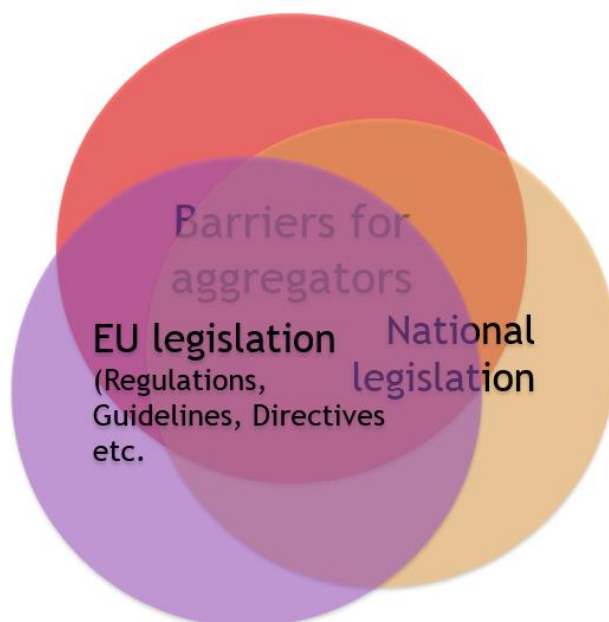 Barriers for
aggregators
EU legislation
(Regulations,
Guidelines, Directives
etc.
National
legislation